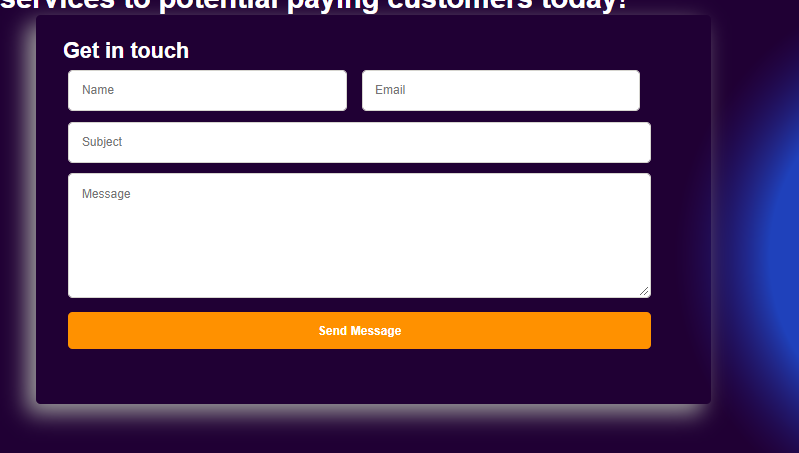 services to potential paying customers today!
Get in touch
Name Email
Subject
Message
Send Message